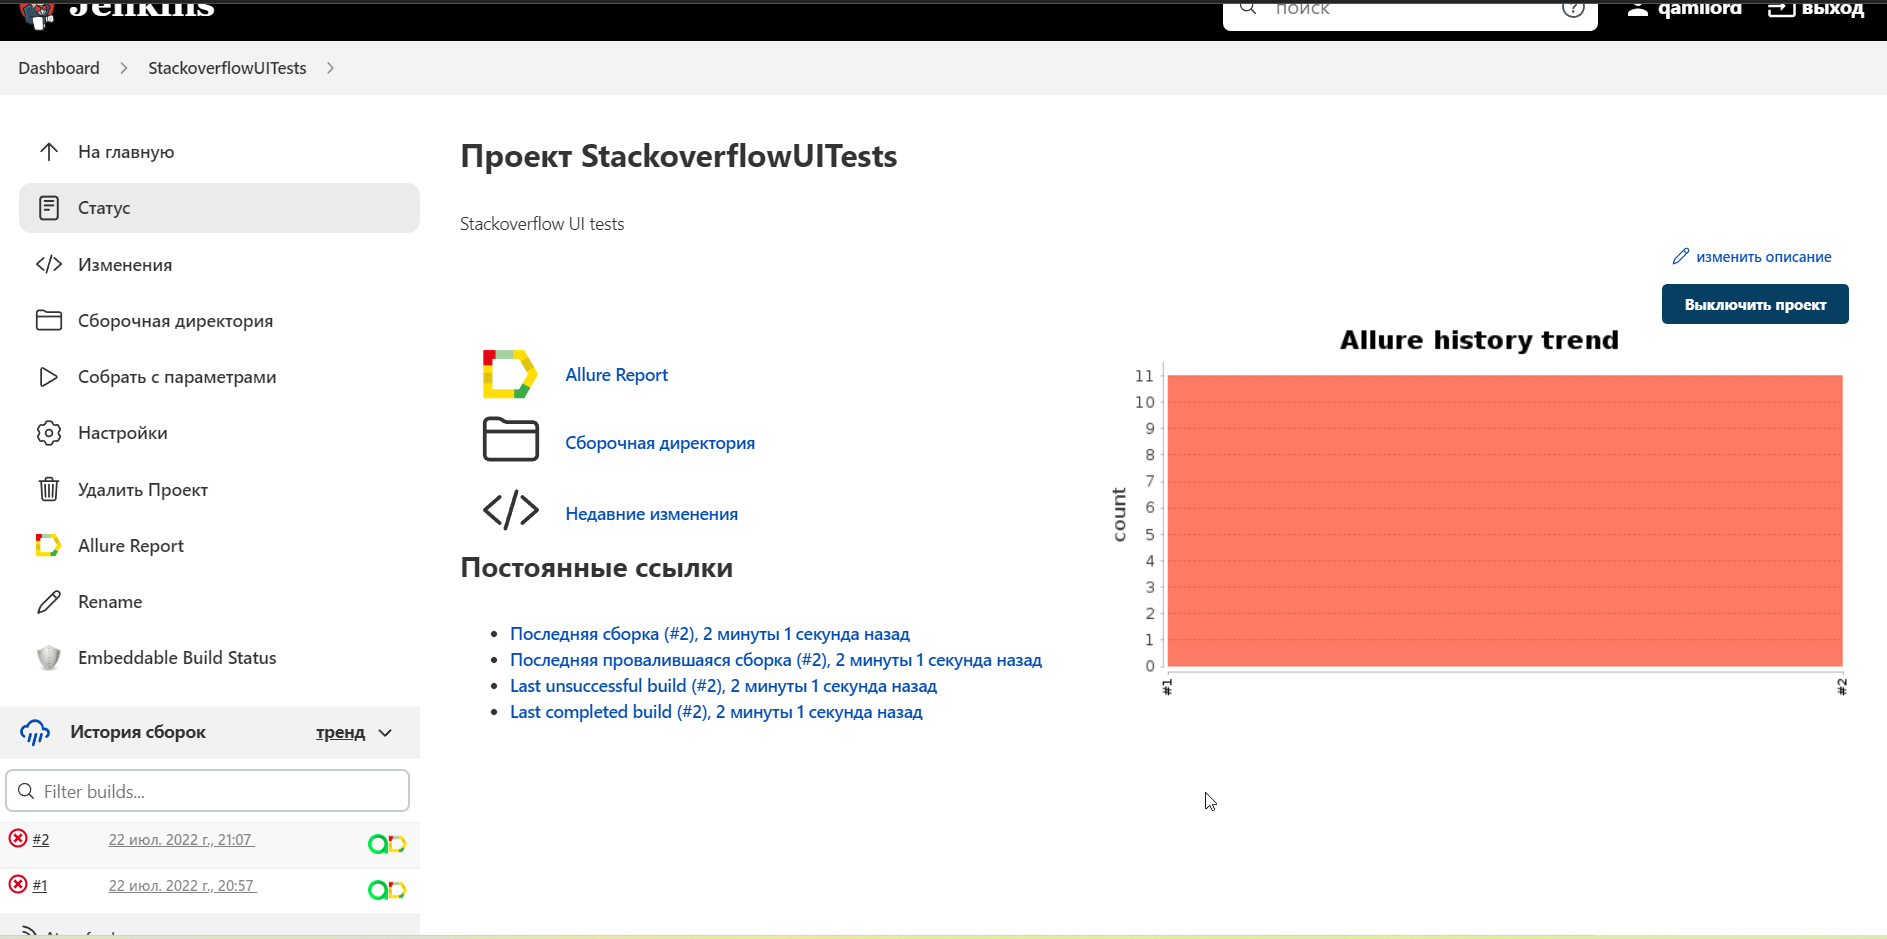 Jenkins
поиск
qamilord
выход
Dashboard
StackoverflowUITests
На главную
Статус
Изменения
Сборочная директория
Собрать с параметрами
Настройки
Удалить Проект
Allure Report
Rename
Embeddable Build Status
История сборок
тренд
Filter builds...
#2
22 июл. 2022 г., 21:07
#1
22 июл. 2022 г., 20:57
Проект StackoverflowUITests
Stackoverflow UI tests
изменить описание
Выключить проект
Allure Report
Сборочная директория
Недавние изменения
Постоянные ссылки
Последняя сборка (#2), 2 минуты 1 секунда назад
Последняя провалившаяся сборка (#2), 2 минуты 1 секунда назад
Last unsuccessful build (#2), 2 минуты 1 секунда назад
Last completed build (#2), 2 минуты 1 секунда назад
Allure history trend
count
11
10
9
8
7
6
5
4
3
2
1
0
#1
#2